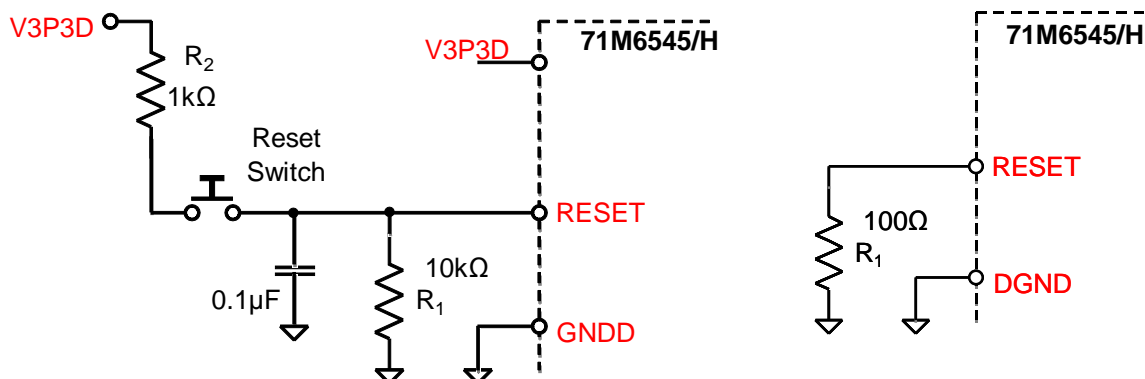 V3P3D
R2
1kΩ
Reset
Switch
0.1µF
10kΩ
R1
V3P3D
71M6545/H
RESET
GNDD
71M6545/H
RESET
100Ω
R1
DGND